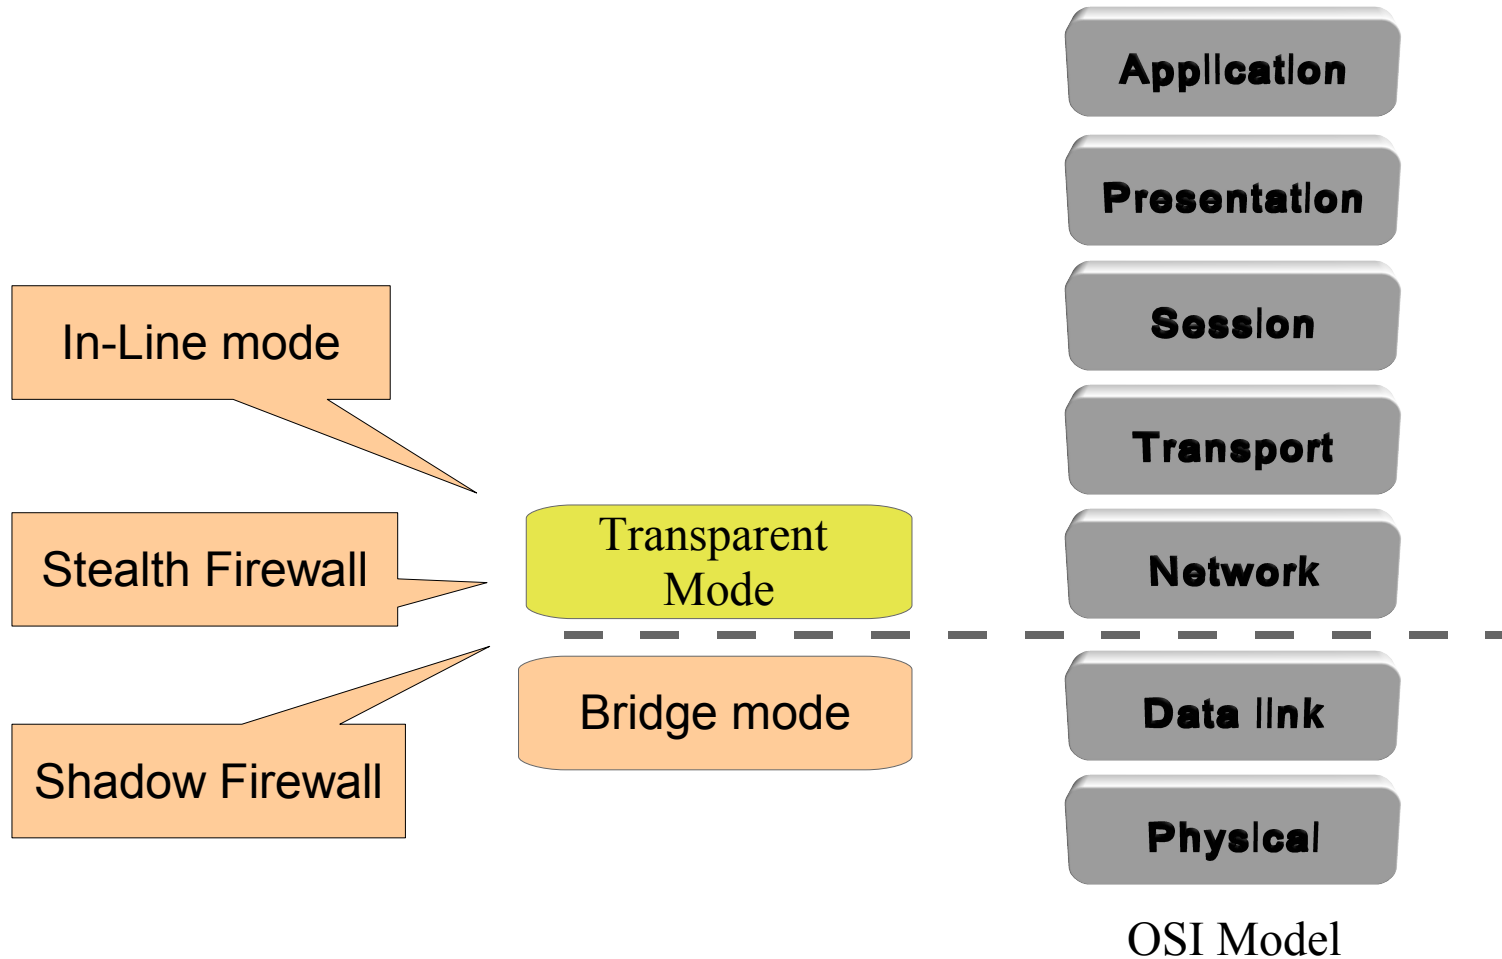 In-Line mode
Stealth Firewall
Shadow Firewall
Transparent
Mode
Bridge mode
Application
Presentation
Session
Transport
Network
Data link
Physical
OSI Model